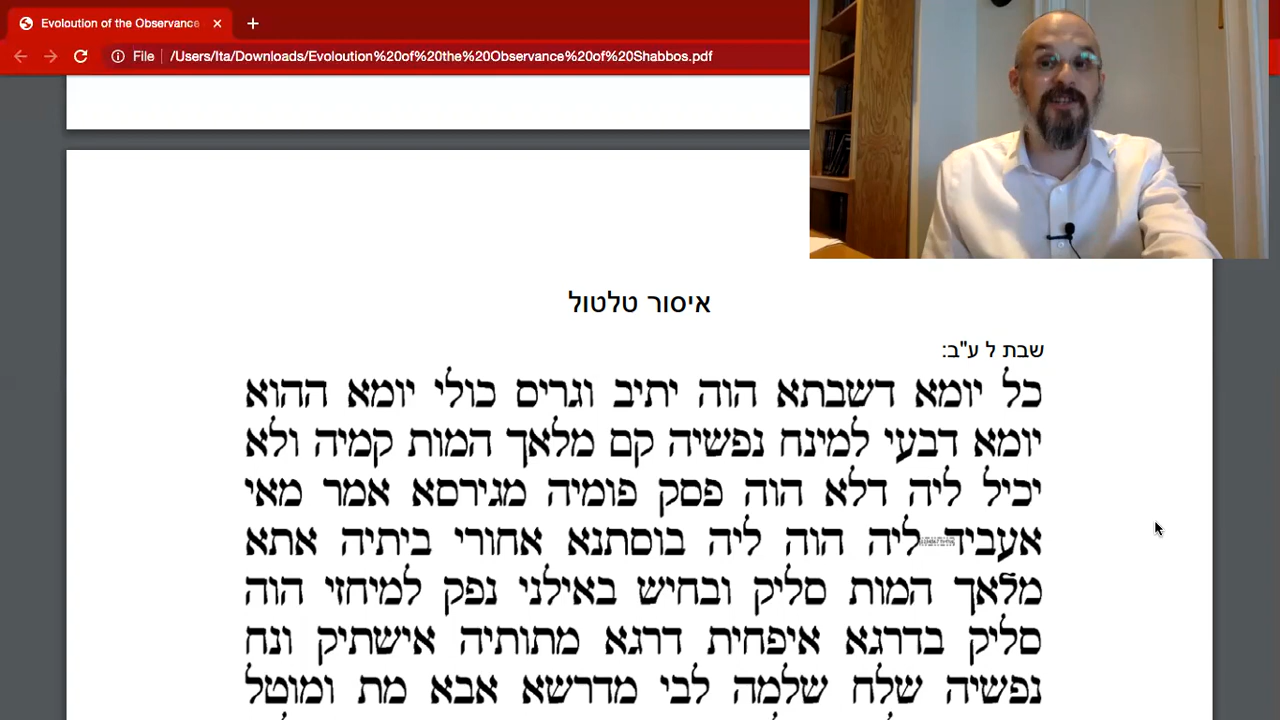 Evoloution of the Observance
File
/Users/Ita/Downloads/Evoloution%20of%20the%20Observance%20of%20Shabbos.pdf
איסור טלטול
שבת ל ע"ב:
כל יומא דשבתא הוה יתיב וגריס כולי יומא ההוא
יומא דבעי למינח נפשיה קם מלאך המות קמיה ולא
יכיל ליה דלא הוה פסק פומיה מגירסא אמר מאי
אעביד ליה הוה ליה בוסתנא אחורי ביתיה אתא
מלאך המות סליק ובחיש באילני נפק למיחזי הוה
סליק בדרגא איפחית דרגא מתותיה אישתיק ונח
נפשיה שלח שלמה לבי מדרשא אבא מת ומוטל